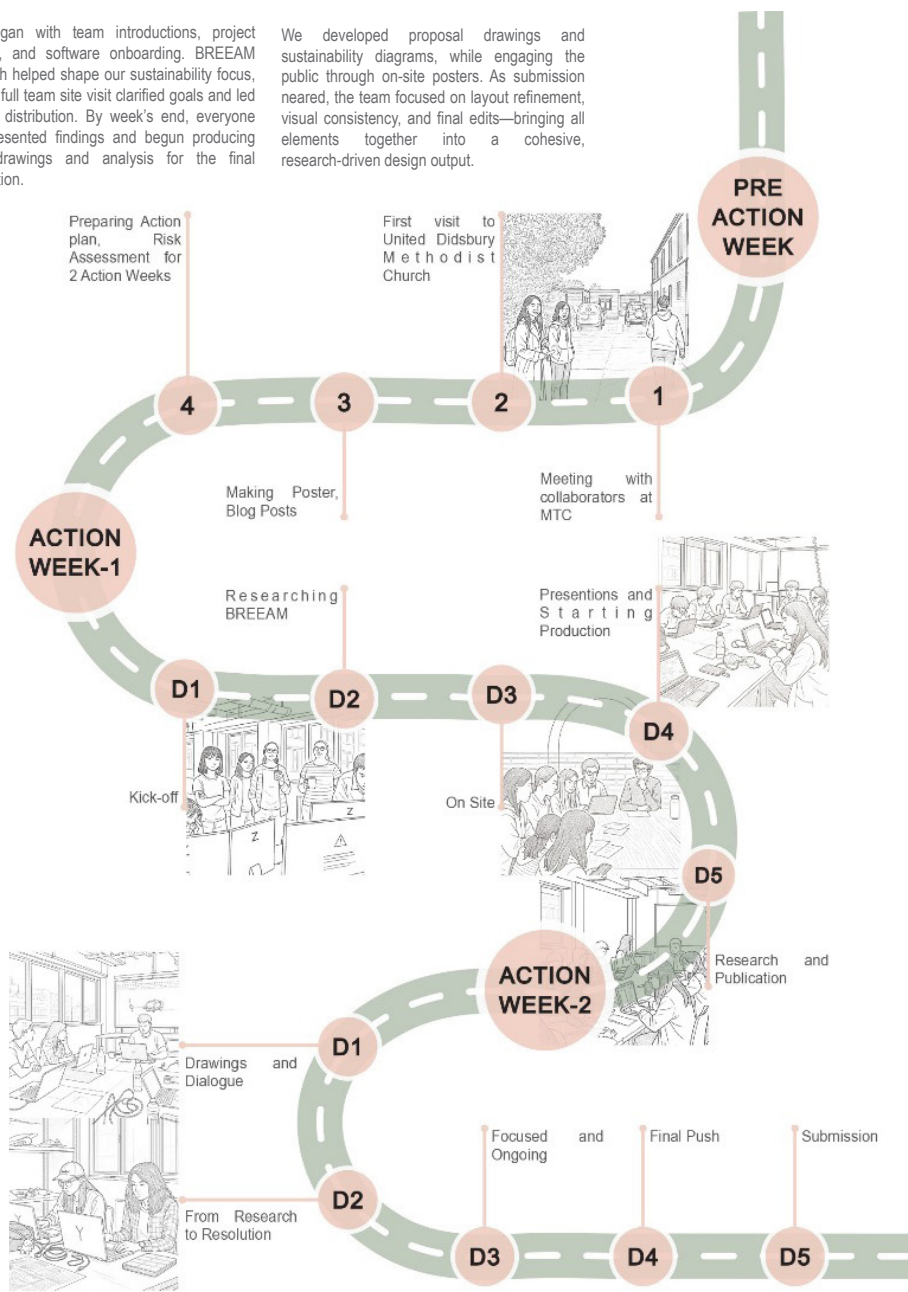 with team introductions, project
and software onboarding. BREEAM
helped shape our sustainability focus,
full team site visit clarified goals and led
distribution. By week's end, everyone
findings and begun producing
and analysis for the final
We developed proposal drawings and
sustainability diagrams, while engaging the
public through on-site posters. As submission
neared, the team focused on layout refinement,
visual consistency, and final edits—bringing all
elements together into a cohesive,
research-driven design output.
PRE
ACTION
WEEK
Preparing Action
plan, Risk
Assessment for
2 Action Weeks
First visit to
United Didsbury
Methodist
Church
4
3
2
1
Making Poster,
Blog Posts
Meeting with
collaborators at
MTC
ACTION
WEEK-1
Researching
BREEAM
Presentions and
Starting
Production
D1
D2
D3
D4
Kick-off
On Site
Z
Z
D5
ACTION
WEEK-2
Research and
Publication
D1
Drawings and
Dialogue
Focused and
Ongoing
Final Push
Submission
D2
From Research
to Resolution
Y
Y
D3
D4
D5